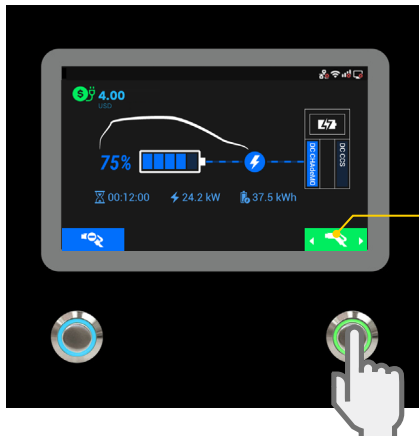 $ 4.00
USD
75%
DC CHAdeMO
DC CCS
00:12:00
24.2 kW
37.5 kWh